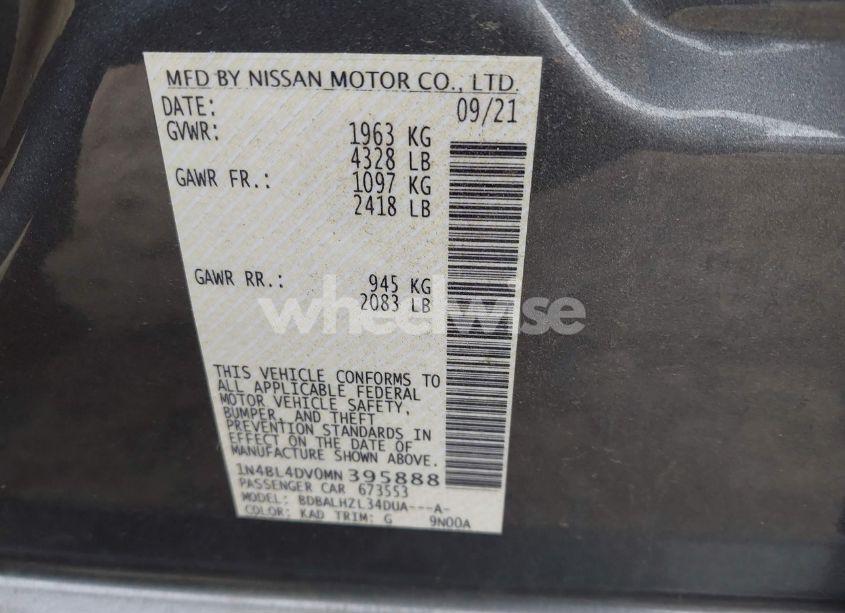 MFD BY NISSAN MOTOR CO., LTD.
DATE: 09/21
GVWR: 1963 KG
4328 LB
GAWR FR.: 1097 KG
2418 LB
GAWR RR.: 945 KG
2083 LB
wheelwise
THIS VEHICLE CONFORMS TO
ALL APPLICABLE FEDERAL
MOTOR VEHICLE SAFETY,
BUMPER, AND THEFT
PREVENTION STANDARDS IN
EFFECT ON THE DATE OF
MANUFACTURE SHOWN ABOVE.
1N4BL4DV0MN395888
PASSENGER CAR 673553
MODEL: BDBALHZL34DUA---A-
COLOR: KAD TRIM: G 9N00A